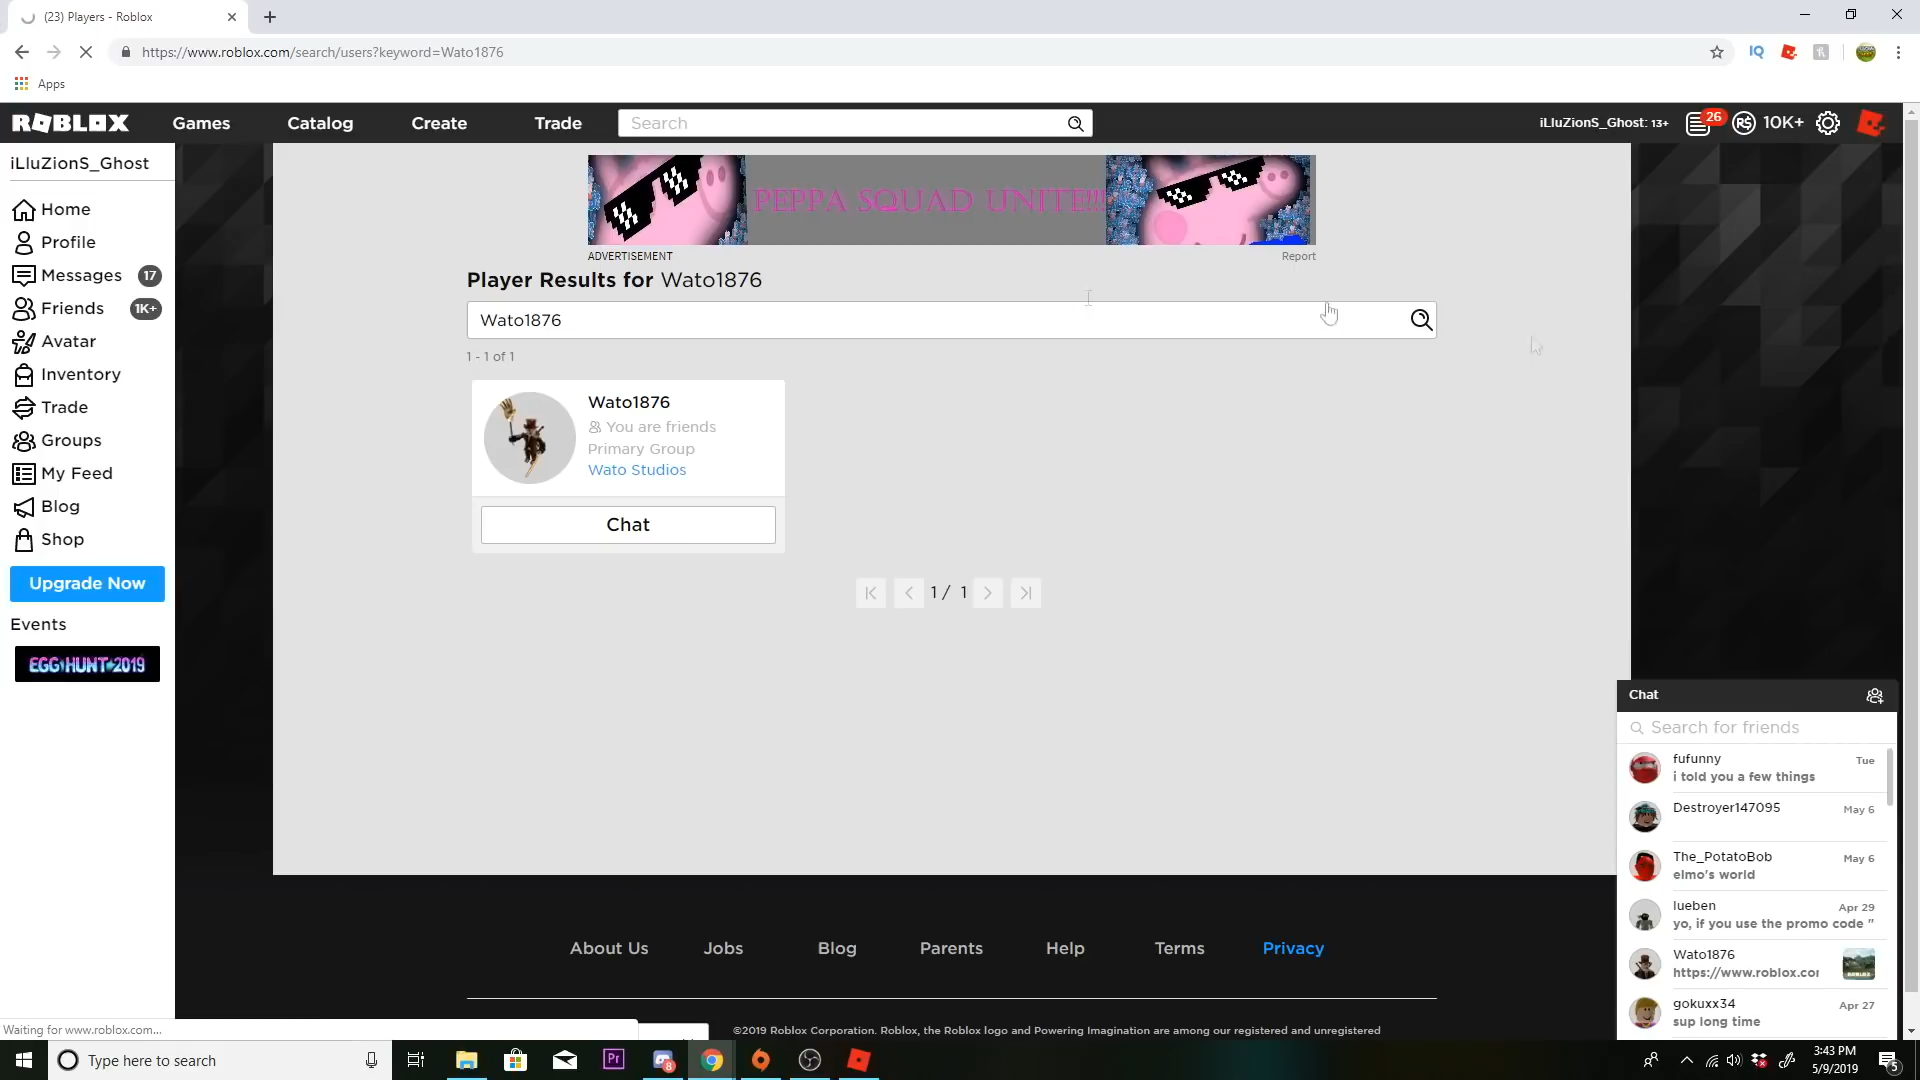 (23) Players - Roblox
https://www.roblox.com/search/users?keyword=Wato1876
IQ
Apps
ROBLOX
Games
Catalog
Create
Trade
Search
iLluZionS_Ghost: 13+
26
10K+
iLluZionS_Ghost
Home
Profile
Messages 17
Friends 1K+
Avatar
Inventory
Trade
Groups
My Feed
Blog
Shop
Upgrade Now
Events
EGG HUNT 2019
PEPPA SQUAD UNITE!!!
ADVERTISEMENT
Report
Player Results for Wato1876
Wato1876
1 - 1 of 1
Wato1876
You are friends
Primary Group
Wato Studios
Chat
1 / 1
Chat
Search for friends
fufunny Tue
i told you a few things
Destroyer147095 May 6
The_PotatoBob May 6
elmo's world
lueben Apr 29
yo, if you use the promo code "
Wato1876
https://www.roblox.cor
gokuxx34 Apr 27
sup long time
About Us
Jobs
Blog
Parents
Help
Terms
Privacy
Waiting for www.roblox.com...
©2019 Roblox Corporation. Roblox, the Roblox logo and Powering Imagination are among our registered and unregistered
Type here to search
Pr
8
3:43 PM
5/9/2019
5